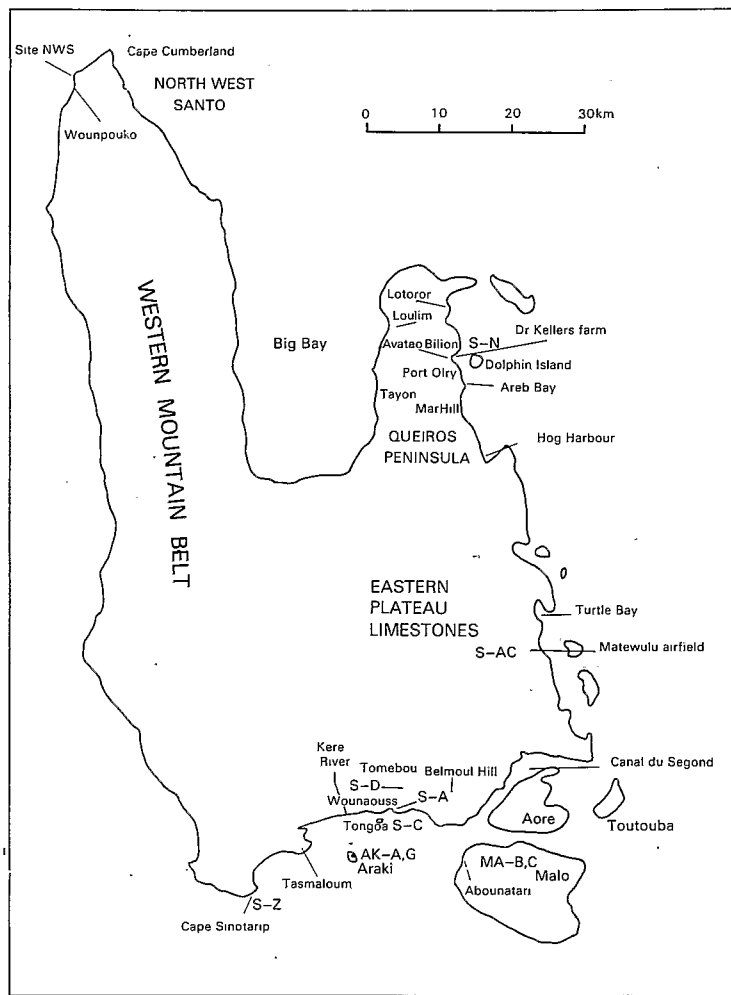 Site NWS
Cape Cumberland
NORTH WEST
SANTO
Wounpouko
0 10 20 30km
Lotoror
Loulim
Dr Kellers farm
Avatao Bilion
S-N
Dolphin Island
Port Olry
Areb Bay
Tayon
MarHill
Big Bay
QUEIROS
PENINSULA
Hog Harbour
WESTERN MOUNTAIN BELT
EASTERN
PLATEAU
LIMESTONES
Turtle Bay
S-AC
Matewulu airfield
Kere
River
Tomebou
Belmoul Hill
Canal du Segond
S-D
S-A
Wounaouss
Tongoa S-C
Aore
Toutouba
AK-A,G
Araki
MA-B,C
Malo
Abounatari
Tasmaloum
S-Z
Cape Sinotarip